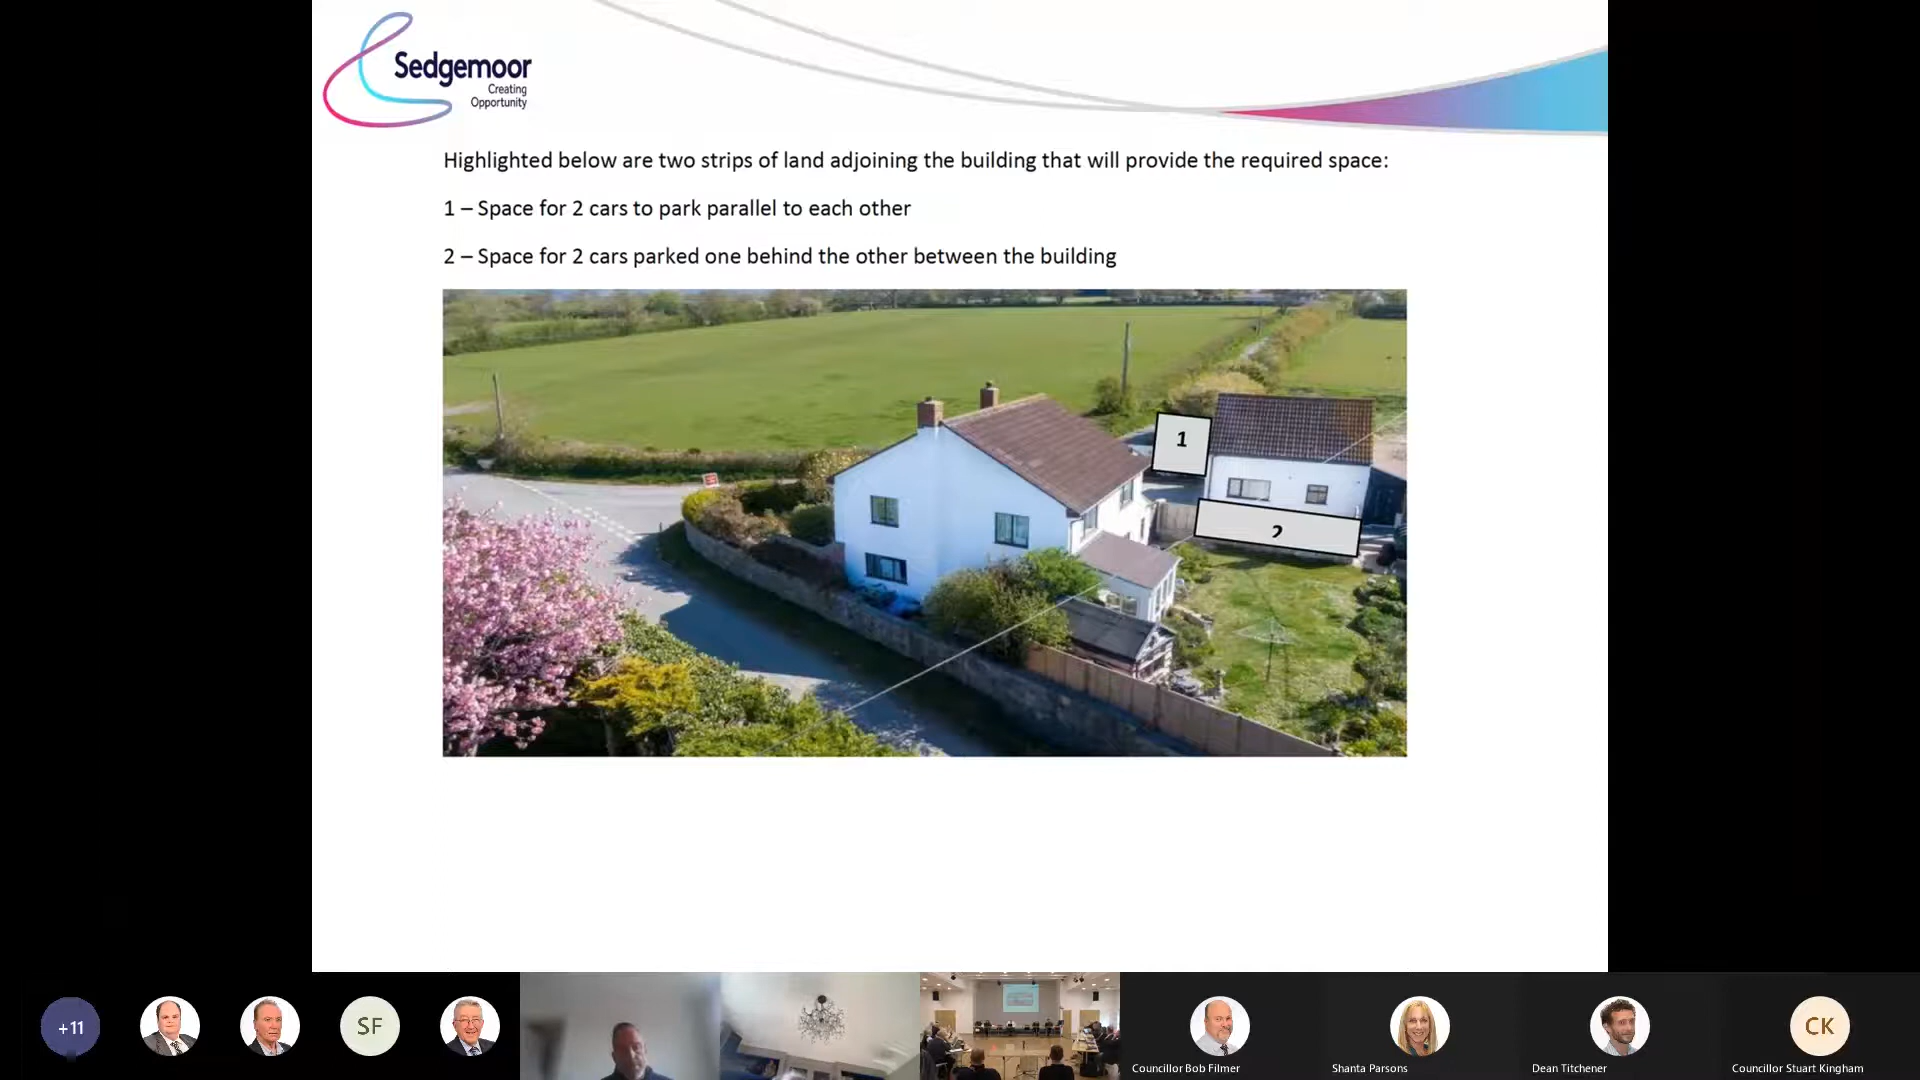 Sedgemoor
Creating
Opportunity
Highlighted below are two strips of land adjoining the building that will provide the required space:
1 – Space for 2 cars to park parallel to each other
2 – Space for 2 cars parked one behind the other between the building
1
2
+11
SF
CK
Councillor Bob Filmer
Shanta Parsons
Dean Titchener
Councillor Stuart Kingham